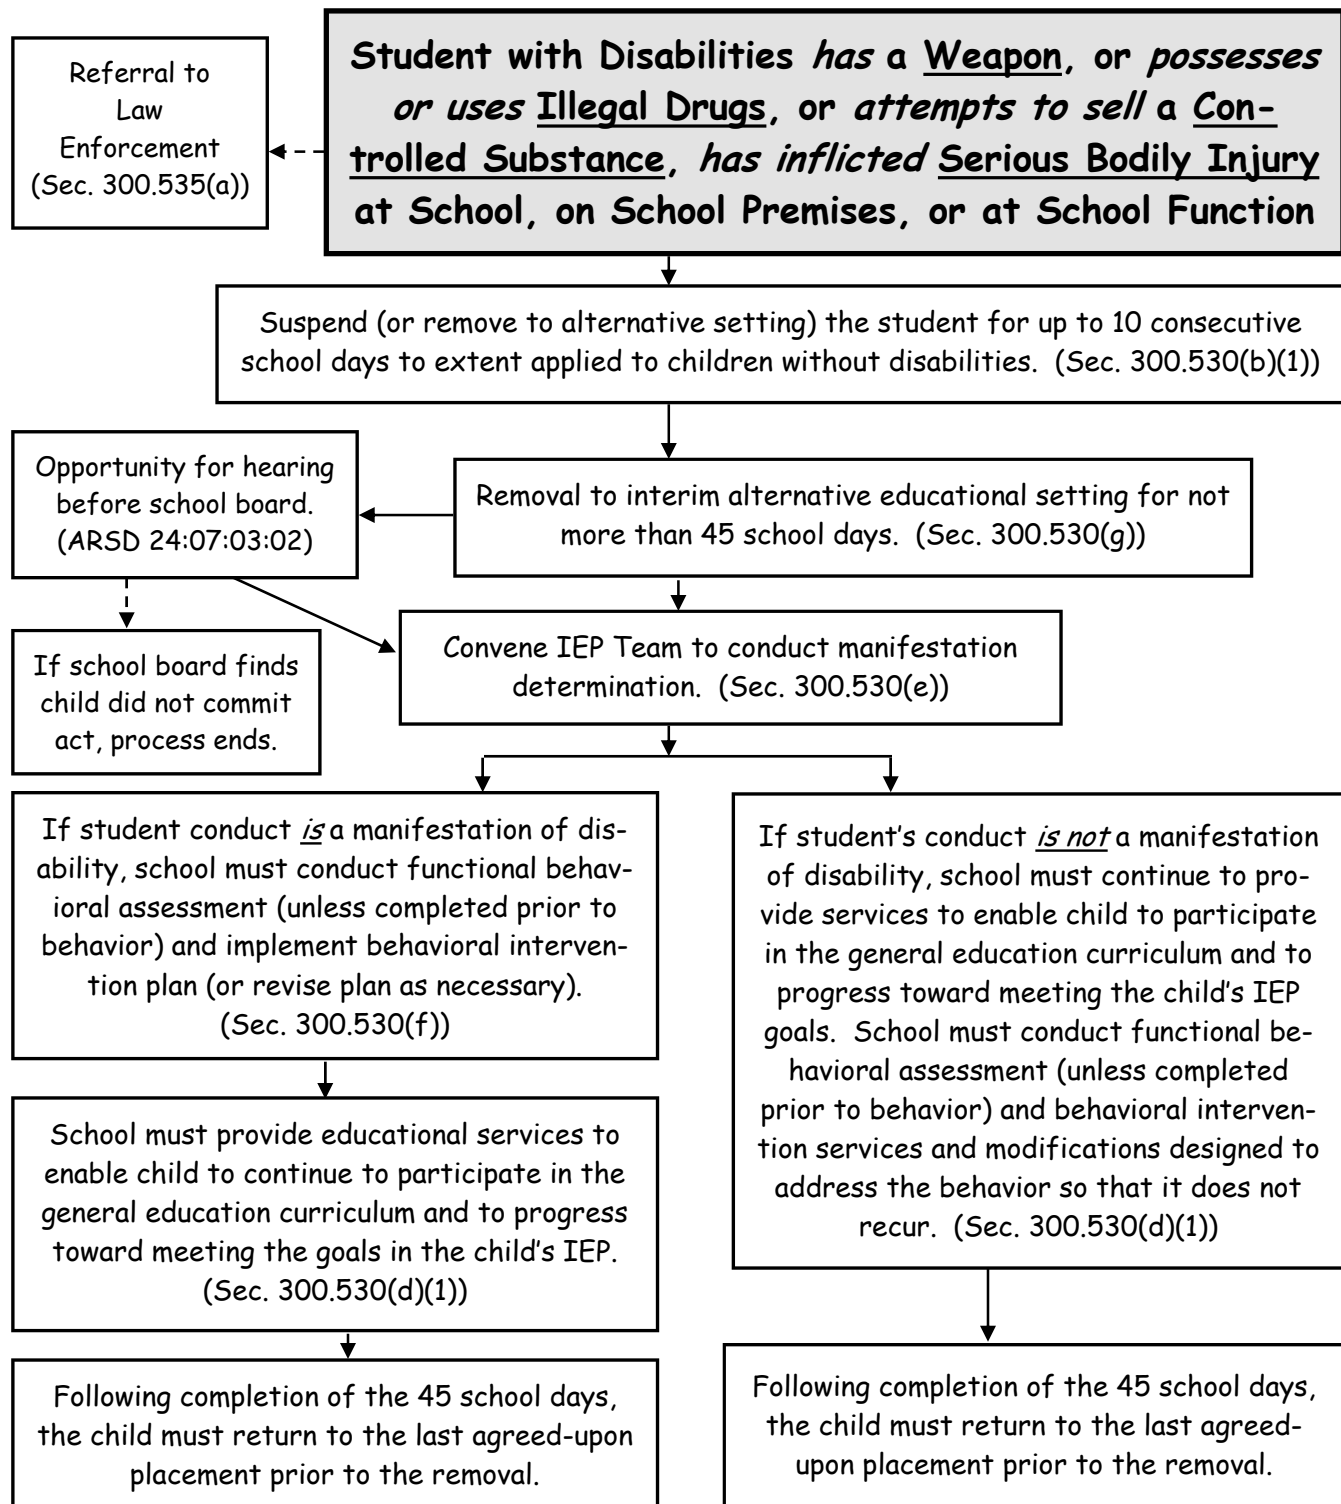 Referral to
Law
Enforcement
(Sec. 300.535(a))
Student with Disabilities has a Weapon, or possesses
or uses Illegal Drugs, or attempts to sell a Con-
trolled Substance, has inflicted Serious Bodily Injury
at School, on School Premises, or at School Function
Suspend (or remove to alternative setting) the student for up to 10 consecutive
school days to extent applied to children without disabilities.  (Sec. 300.530(b)(1))
Opportunity for hearing
before school board.
(ARSD 24:07:03:02)
Removal to interim alternative educational setting for not
more than 45 school days.  (Sec. 300.530(g))
If school board finds
child did not commit
act, process ends.
Convene IEP Team to conduct manifestation
determination.  (Sec. 300.530(e))
If student conduct is a manifestation of dis-
ability, school must conduct functional behav-
ioral assessment (unless completed prior to
behavior) and implement behavioral interven-
tion plan (or revise plan as necessary).
(Sec. 300.530(f))
School must provide educational services to
enable child to continue to participate in the
general education curriculum and to progress
toward meeting the goals in the child's IEP.
(Sec. 300.530(d)(1))
Following completion of the 45 school days,
the child must return to the last agreed-upon
placement prior to the removal.
If student's conduct is not a manifestation
of disability, school must continue to pro-
vide services to enable child to participate
in the general education curriculum and to
progress toward meeting the child's IEP
goals.  School must conduct functional be-
havioral assessment (unless completed
prior to behavior) and behavioral interven-
tion services and modifications designed to
address the behavior so that it does not
recur.  (Sec. 300.530(d)(1))
Following completion of the 45 school days,
the child must return to the last agreed-
upon placement prior to the removal.